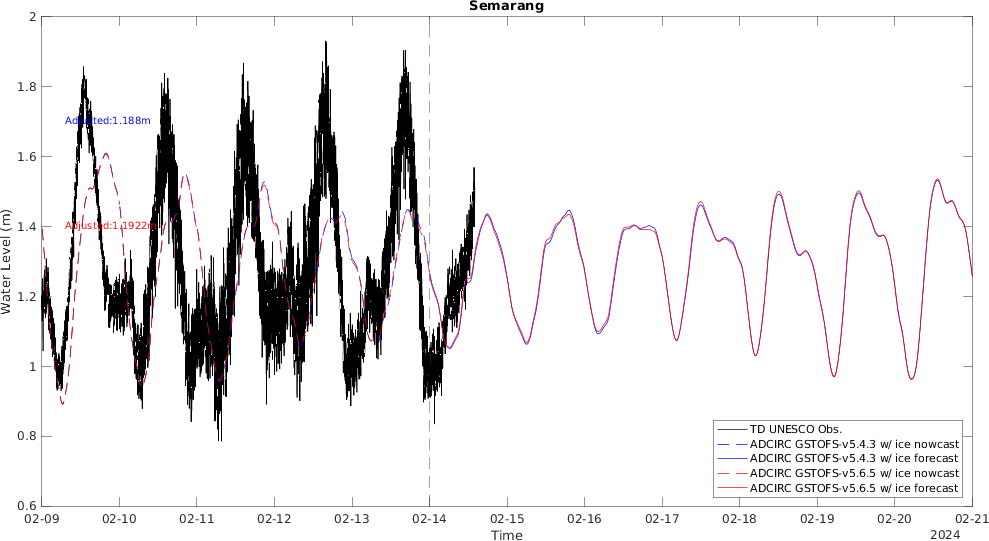 Semarang
Water Level (m)
2
1.8
1.6
1.4
1.2
1
0.8
0.6
Adjusted:1.188m
Adjusted:1.1922m
TD UNESCO Obs.
ADCIRC GSTOFS-v5.4.3 w/ ice nowcast
ADCIRC GSTOFS-v5.4.3 w/ ice forecast
ADCIRC GSTOFS-v5.6.5 w/ ice nowcast
ADCIRC GSTOFS-v5.6.5 w/ ice forecast
02-09 02-10 02-11 02-12 02-13 02-14 02-15 02-16 02-17 02-18 02-19 02-20 02-21
Time
2024